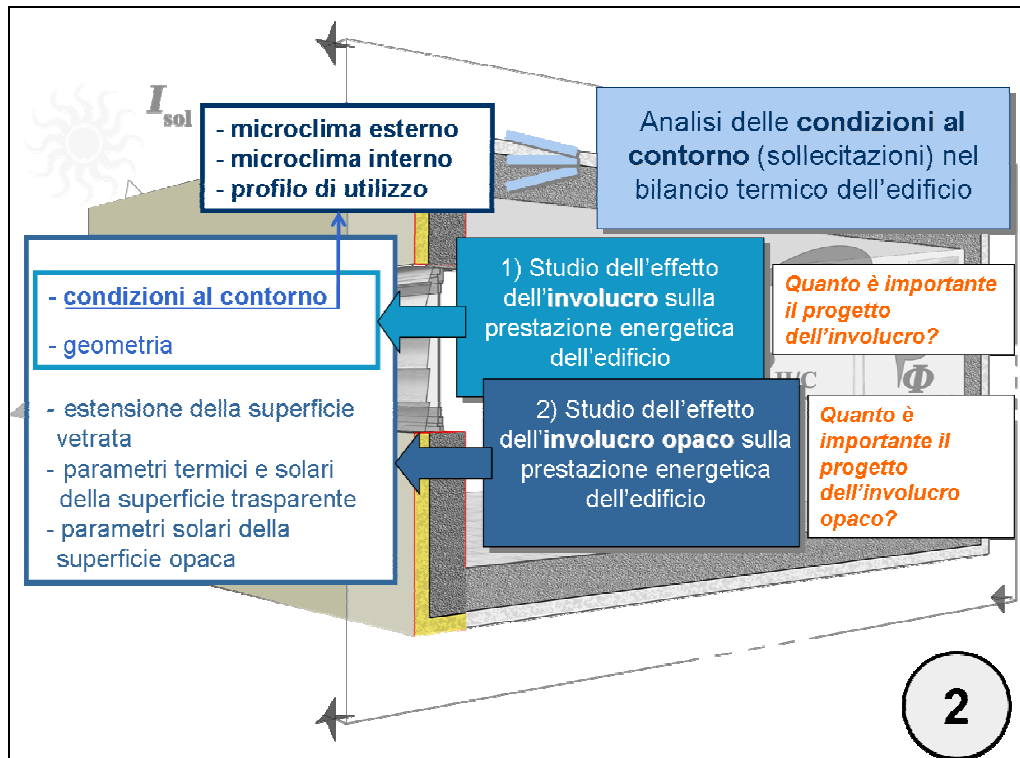 I sol
- microclima esterno
- microclima interno
- profilo di utilizzo
Analisi delle condizioni al
contorno (sollecitazioni) nel
bilancio termico dell'edificio
- condizioni al contorno
- geometria
- estensione della superficie
vetrata
- parametri termici e solari
della superficie trasparente
- parametri solari della
superficie opaca
1) Studio dell'effetto
dell'involucro sulla
prestazione energetica
dell'edificio
Quanto è importante
il progetto
dell'involucro?
2) Studio dell'effetto
dell'involucro opaco sulla
prestazione energetica
dell'edificio
Quanto è
importante il
progetto
dell'involucro
opaco?
Φ
2